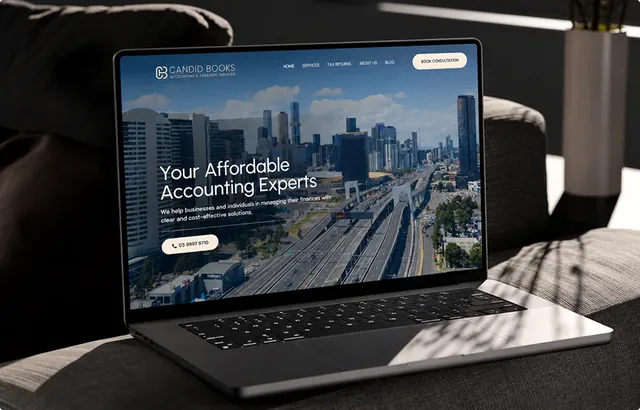 CANDID BOOKS
ACCOUNTING & TAXATION SERVICES
HOME SERVICES TAX RETURNS ABOUT US BLOG
BOOK CONSULTATION
Your Affordable
Accounting Experts
We help businesses and individuals in managing their finances with
clear and cost-effective solutions.
03 9997 8710